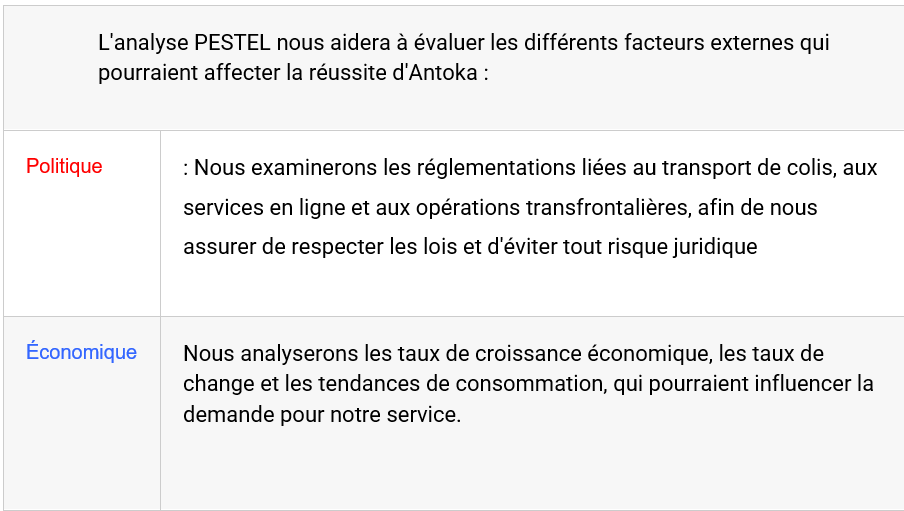 L'analyse PESTEL nous aidera à évaluer les différents facteurs externes qui
pourraient affecter la réussite d'Antoka :
Politique
: Nous examinerons les réglementations liées au transport de colis, aux
services en ligne et aux opérations transfrontalières, afin de nous
assurer de respecter les lois et d'éviter tout risque juridique
Économique
Nous analyserons les taux de croissance économique, les taux de
change et les tendances de consommation, qui pourraient influencer la
demande pour notre service.